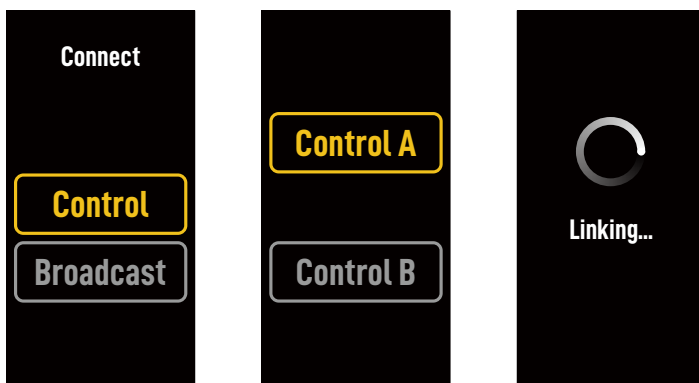 Connect
Control
Broadcast
Control A
Control B
Linking...